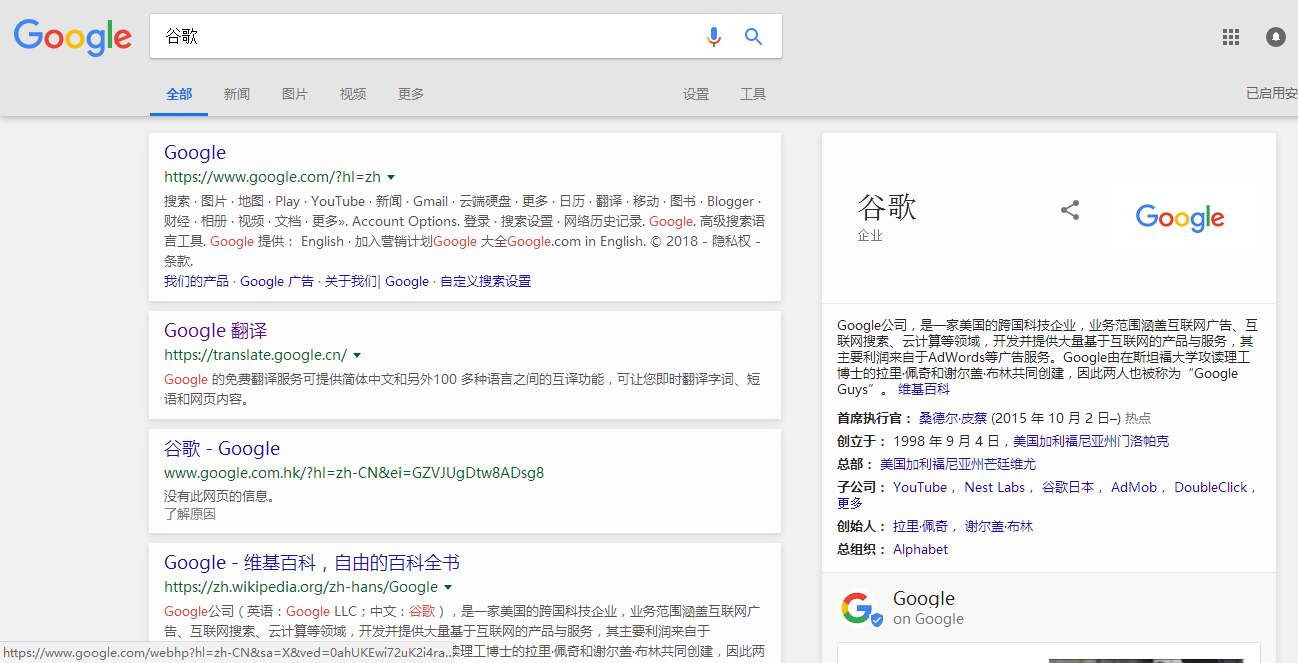 Google
谷歌
全部 新闻 图片 视频 更多 设置 工具
已启用安
Google
https://www.google.com/?hl=zh
搜索 · 图片 · 地图 · Play · YouTube · 新闻 · Gmail · 云端硬盘 · 更多 · 日历 · 翻译 · 移动 · 图书 · Blogger ·
财经 · 相册 · 视频 · 文档 · 更多». Account Options. 登录 · 搜索设置 · 网络历史记录. Google. 高级搜索语
言工具. Google 提供： English · 加入营销计划Google 大全Google.com in English. © 2018 - 隐私权 -
条款.
我们的产品 · Google 广告 · 关于我们| Google · 自定义搜索设置
Google 翻译
https://translate.google.cn/
Google 的免费翻译服务可提供简体中文和另外100 多种语言之间的互译功能，可让您即时翻译字词、短
语和网页内容。
谷歌 - Google
www.google.com.hk/?hl=zh-CN&ei=GZVJUgDtw8ADsg8
没有此网页的信息。
了解原因
Google - 维基百科，自由的百科全书
https://zh.wikipedia.org/zh-hans/Google
Google公司（英语：Google LLC；中文：谷歌），是一家美国的跨国科技企业，业务范围涵盖互联网广
告、互联网搜索、云计算等领域，开发并提供大量基于互联网的产品与服务，其主要利润来自于
理工博士的拉里·佩奇和谢尔盖·布林共同创建，因此两
https://www.google.com/webhp?hl=zh-CN&sa=X&ved=0ahUKEwi72uK2i4ra...
谷歌
企业
Google
Google公司，是一家美国的跨国科技企业，业务范围涵盖互联网广告、互
联网搜索、云计算等领域，开发并提供大量基于互联网的产品与服务，其
主要利润来自于AdWords等广告服务。Google由在斯坦福大学攻读理工
博士的拉里·佩奇和谢尔盖·布林共同创建，因此两人也被称为“Google
Guys”。 维基百科
首席执行官： 桑德尔·皮蔡 (2015 年 10 月 2 日–) 热点
创立于： 1998 年 9 月 4 日，美国加利福尼亚州门洛帕克
总部： 美国加利福尼亚州芒廷维尤
子公司： YouTube， Nest Labs， 谷歌日本， AdMob， DoubleClick，
更多
创始人： 拉里·佩奇， 谢尔盖·布林
总组织： Alphabet
Google
on Google